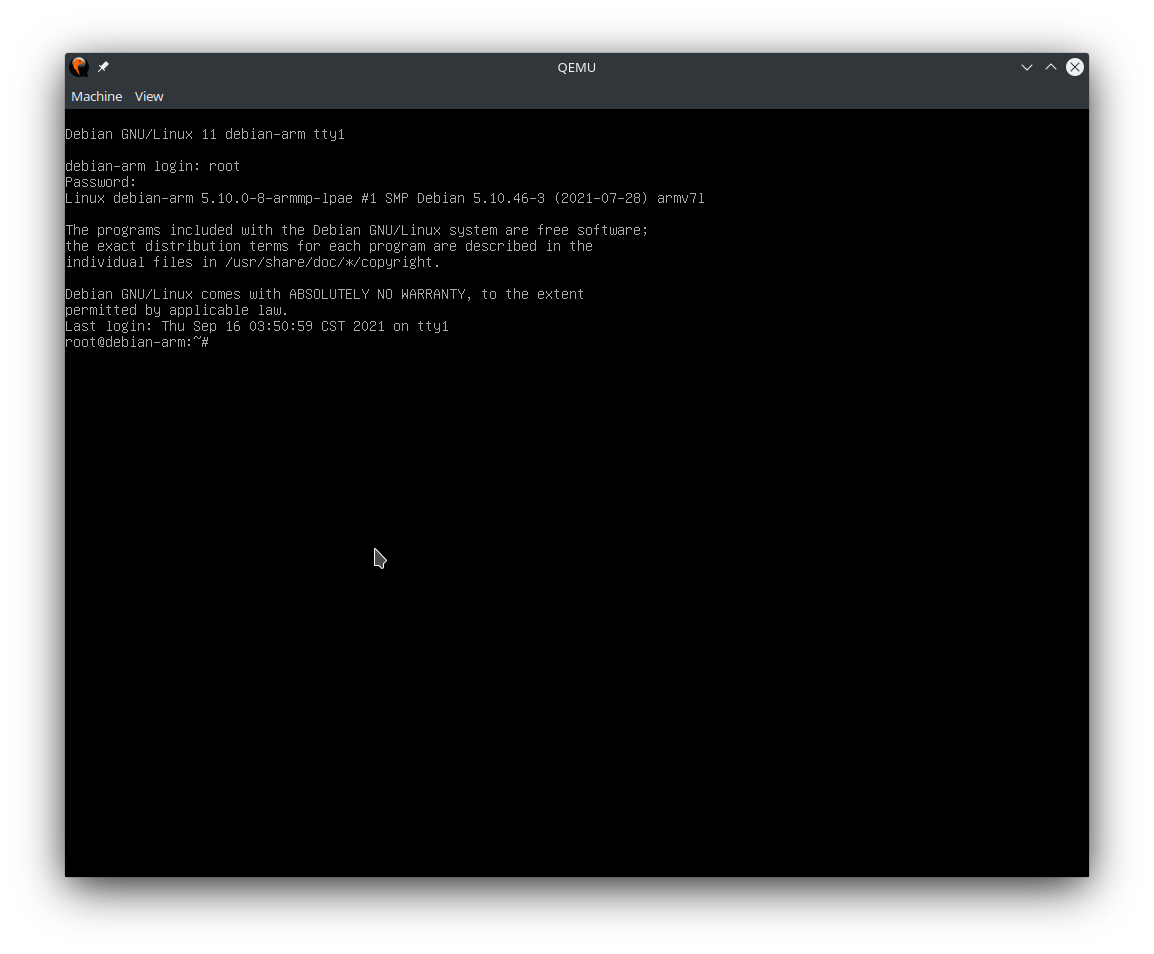 QEMU
Machine View
Debian GNU/Linux 11 debian-arm tty1
debian-arm login: root
Password:
Linux debian-arm 5.10.0-8-armmp-lpae #1 SMP Debian 5.10.46-3 (2021-07-28) armv7l
The programs included with the Debian GNU/Linux system are free software;
the exact distribution terms for each program are described in the
individual files in /usr/share/doc/*/copyright.
Debian GNU/Linux comes with ABSOLUTELY NO WARRANTY, to the extent
permitted by applicable law.
Last login: Thu Sep 16 03:50:59 CST 2021 on tty1
root@debian-arm:~#